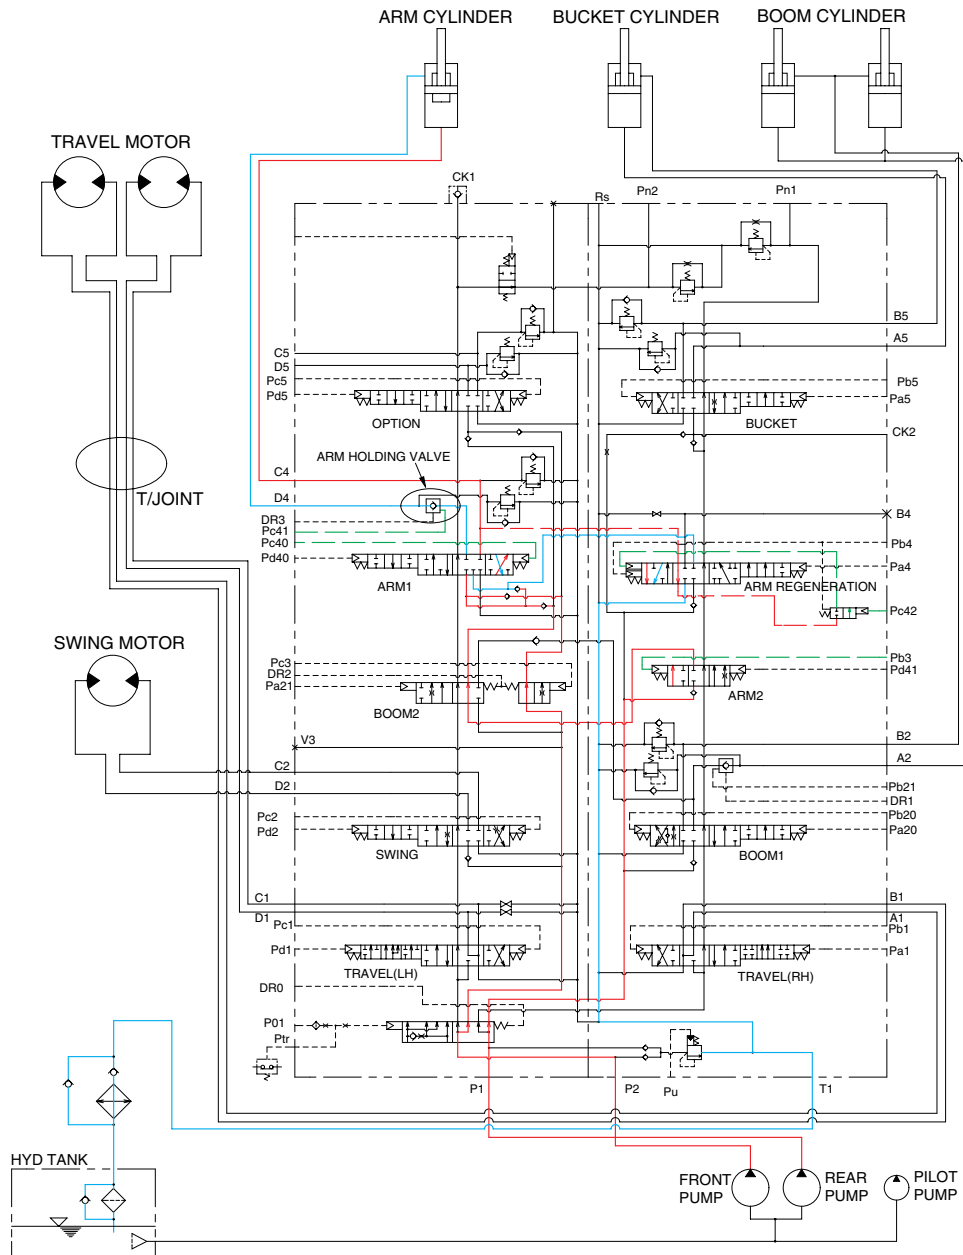 ARM CYLINDER
BUCKET CYLINDER
BOOM CYLINDER
TRAVEL MOTOR
CK1
Rs
Pn2
Pn1
B5
A5
C5
D5
Pc5
Pd5
Pb5
Pa5
OPTION
BUCKET
CK2
ARM HOLDING VALVE
C4
D4
T/JOINT
DR3
Pc41
Pc40
Pd40
B4
Pb4
Pa4
ARM1
ARM REGENERATION
Pc42
SWING MOTOR
Pc3
DR2
Pa21
Pb3
Pd41
BOOM2
ARM2
V3
B2
C2
A2
D2
Pb21
DR1
Pc2
Pd2
Pb20
Pa20
SWING
BOOM1
C1
D1
Pc1
B1
A1
Pb1
Pd1
Pa1
TRAVEL(LH)
TRAVEL(RH)
DR0
P01
Ptr
P1
P2
Pu
T1
HYD TANK
FRONT
PUMP
REAR
PUMP
PILOT
PUMP